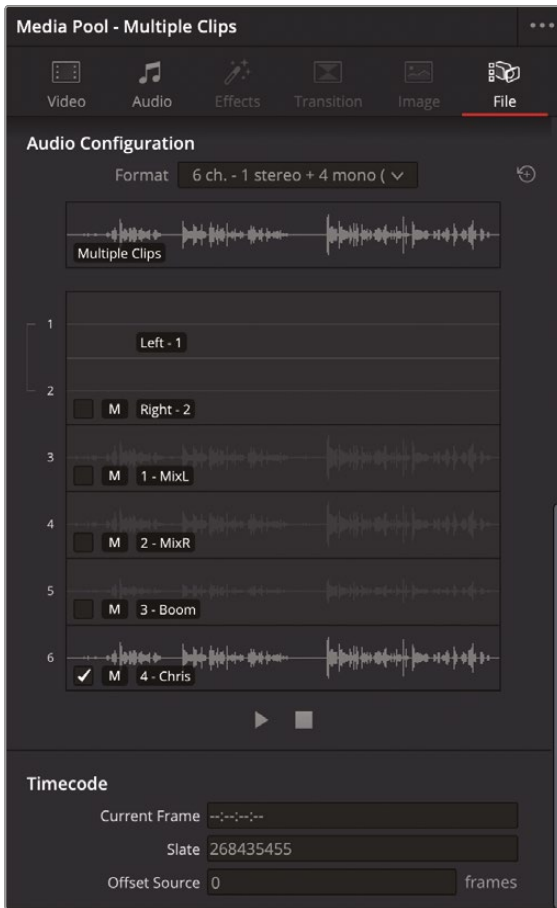 Media Pool - Multiple Clips
Video Audio Effects Transition Image File
Audio Configuration
Format 6 ch. - 1 stereo + 4 mono (
Multiple Clips
1
Left - 1
2
M Right - 2
3
M 1 - MixL
4
M 2 - MixR
5
M 3 - Boom
6
M 4 - Chris
Timecode
Current Frame --:--:--:--
Slate 268435455
Offset Source 0 frames